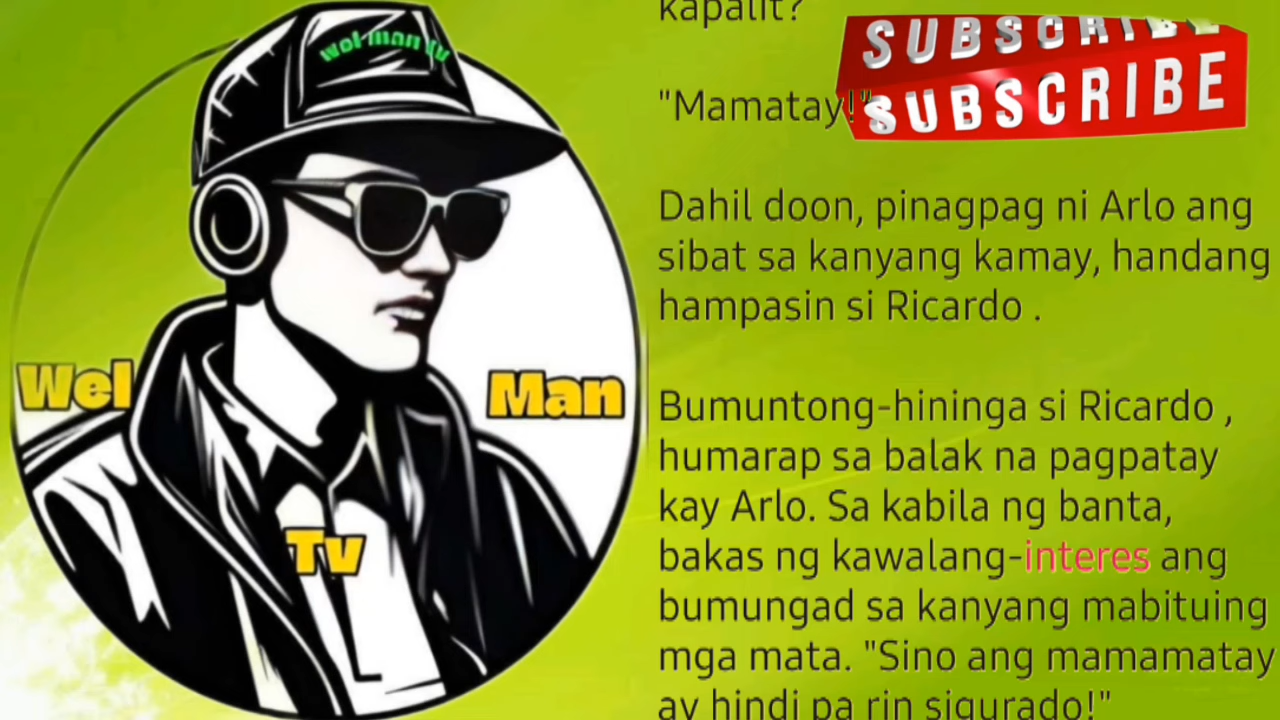 wel man tv
Wel
Man
Tv
kapalit?
SUBSCRIBE
SUBSCRIBE
"Mamatay!"
Dahil doon, pinagpag ni Arlo ang
sibat sa kanyang kamay, handang
hampasin si Ricardo .
Bumuntong-hininga si Ricardo ,
humarap sa balak na pagpatay
kay Arlo. Sa kabila ng banta,
bakas ng kawalang-interes ang
bumungad sa kanyang mabituing
mga mata. "Sino ang mamamatay
ay hindi pa rin sigurado!"